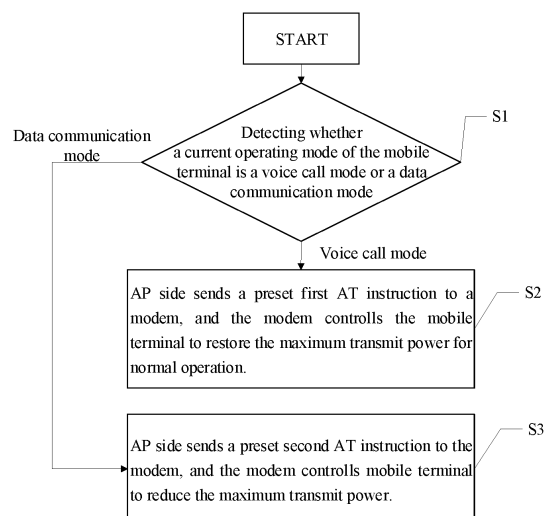 START
Detecting whether
a current operating mode of the mobile
terminal is a voice call mode or a data
communication mode
S1
Data communication
mode
Voice call mode
AP side sends a preset first AT instruction to a
modem, and the modem controlls the mobile
terminal to restore the maximum transmit power for
normal operation.
S2
AP side sends a preset second AT instruction to the
modem, and the modem controlls mobile terminal
to reduce the maximum transmit power.
S3